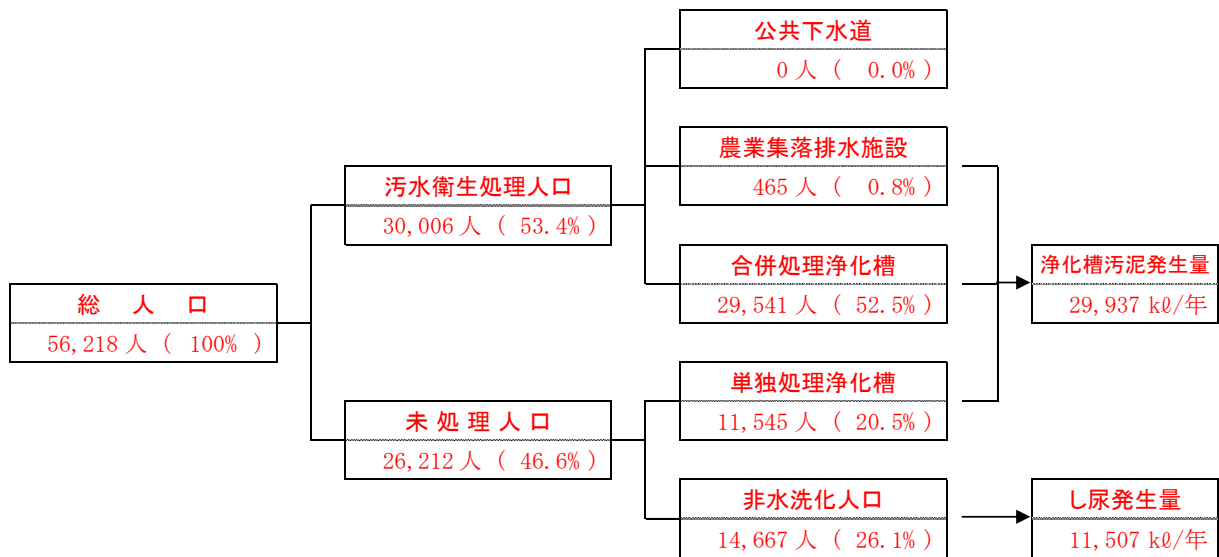 公共下水道
0 人 ( 0.0% )
農業集落排水施設
465 人 ( 0.8% )
汚水衛生処理人口
30,006 人 ( 53.4% )
合併処理浄化槽
29,541 人 ( 52.5% )
浄化槽汚泥発生量
29,937 kℓ/年
総 人 口
56,218 人 ( 100% )
単独処理浄化槽
11,545 人 ( 20.5% )
未 処 理 人 口
26,212 人 ( 46.6% )
非水洗化人口
14,667 人 ( 26.1% )
し尿発生量
11,507 kℓ/年